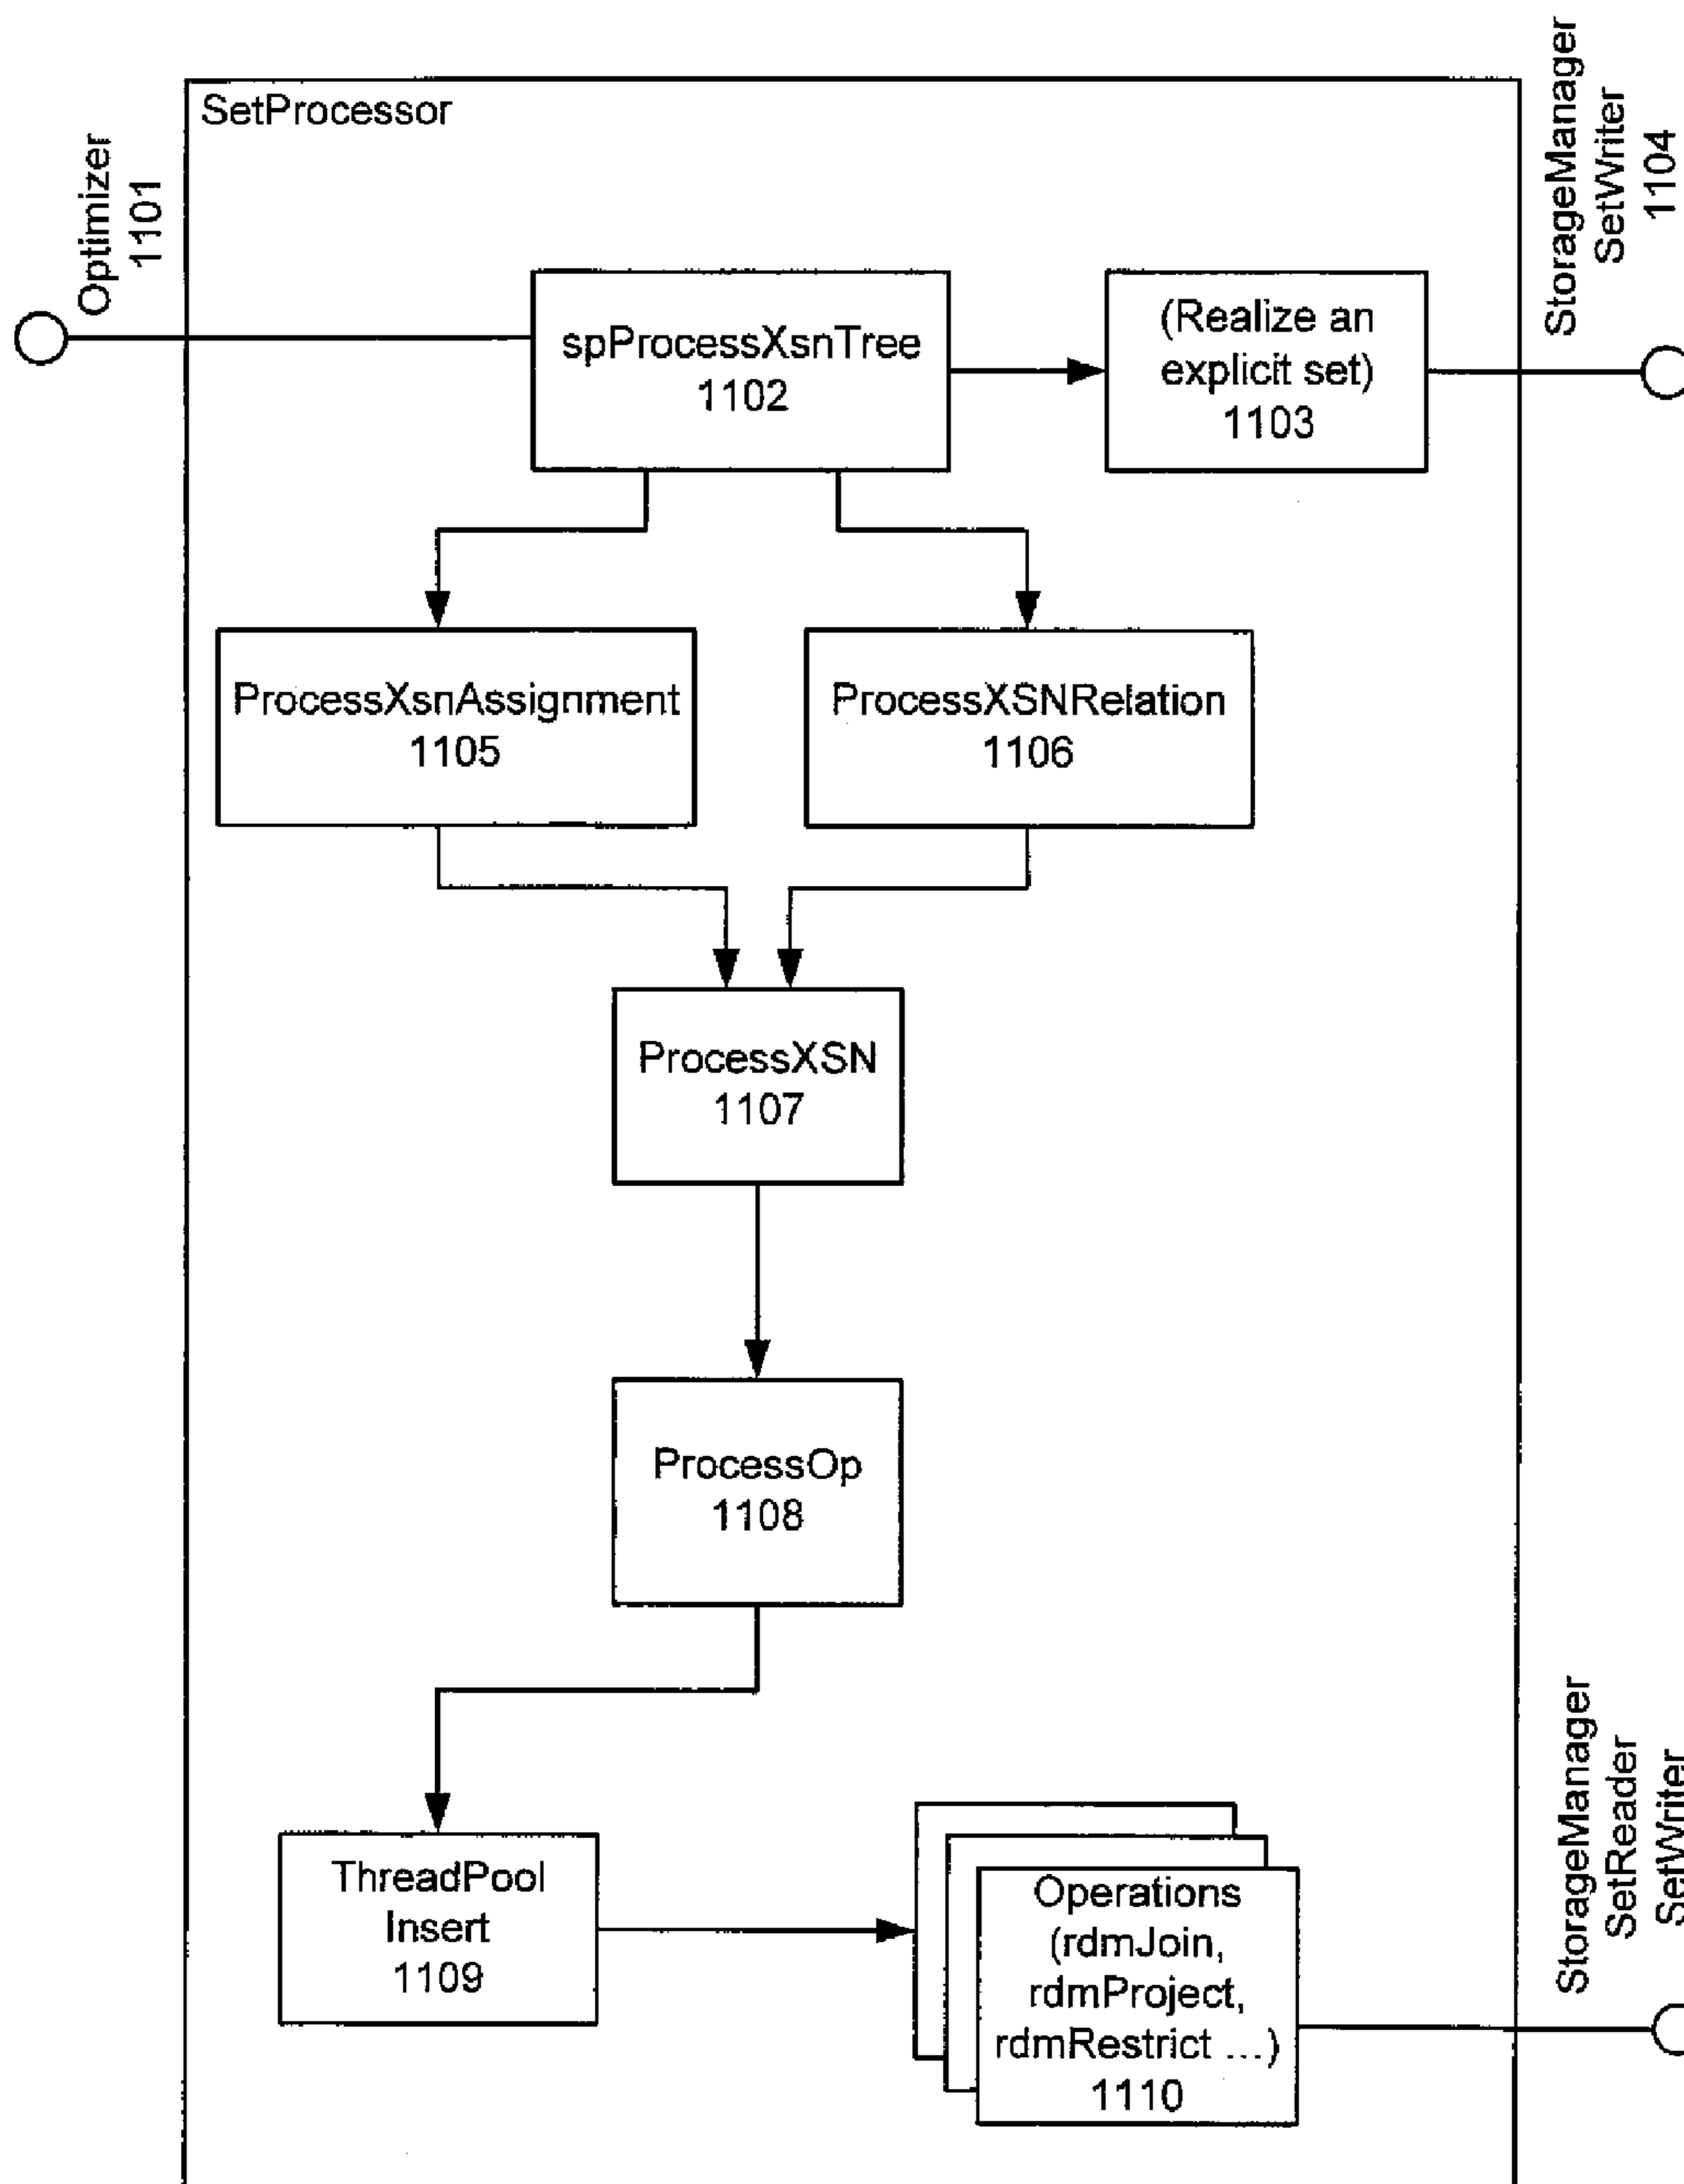 SetProcessor
Optimizer
1101
StorageManager
SetWriter
1104
spProcessXsnTree
1102
(Realize an
explicit set)
1103
ProcessXsnAssignment
1105
ProcessXSNRelation
1106
ProcessXSN
1107
ProcessOp
1108
ThreadPool
Insert
1109
Operations
(rdmJoin,
rdmProject,
rdmRestrict ...)
1110
StorageManager
SetReader
SetWriter